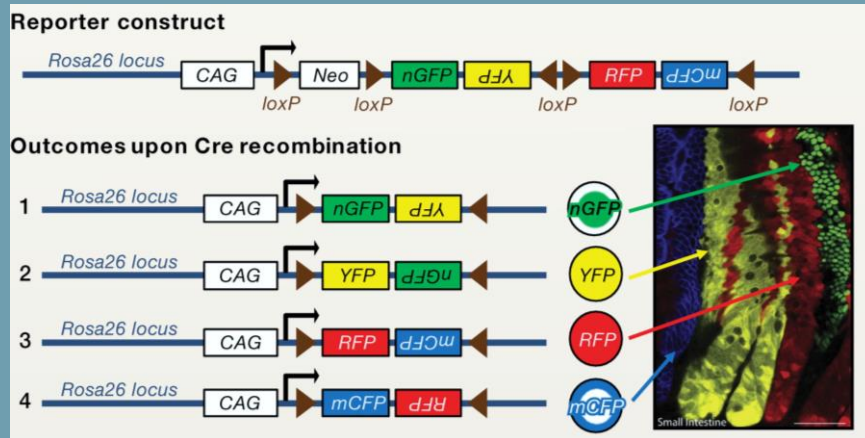 Reporter construct
Rosa26 locus CAG Neo nGFP YFP RFP mCFP
loxP loxP loxP loxP
Outcomes upon Cre recombination
1 Rosa26 locus CAG nGFP YFP nGFP
2 Rosa26 locus CAG YFP nGFP YFP
3 Rosa26 locus CAG RFP mCFP RFP
4 Rosa26 locus CAG mCFP RFP mCFP
Small Intestine